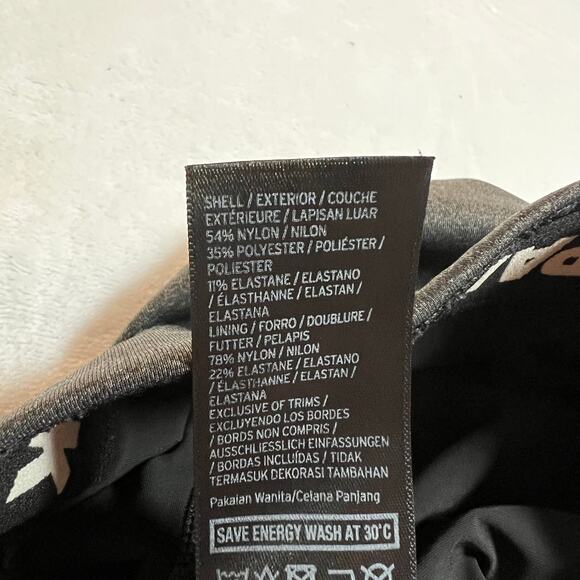 SHELL / EXTERIOR / COUCHE
EXTÉRIEURE / LAPISAN LUAR
54% NYLON / NILON
35% POLYESTER / POLIÉSTER /
POLIESTER
11% ELASTANE / ELASTANO
/ ÉLASTHANNE / ELASTAN /
ELASTANA
LINING / FORRO / DOUBLURE /
FUTTER / PELAPIS
78% NYLON / NILON
22% ELASTANE / ELASTANO
/ ÉLASTHANNE / ELASTAN /
ELASTANA
EXCLUSIVE OF TRIMS /
EXCLUYENDO LOS BORDES
/ BORDS NON COMPRIS /
AUSSCHLIESSLICH EINFASSUNGEN
/ BORDAS INCLUÍDAS / TIDAK
TERMASUK DEKORASI TAMBAHAN
Pakaian Wanita/Celana Panjang
SAVE ENERGY WASH AT 30°C